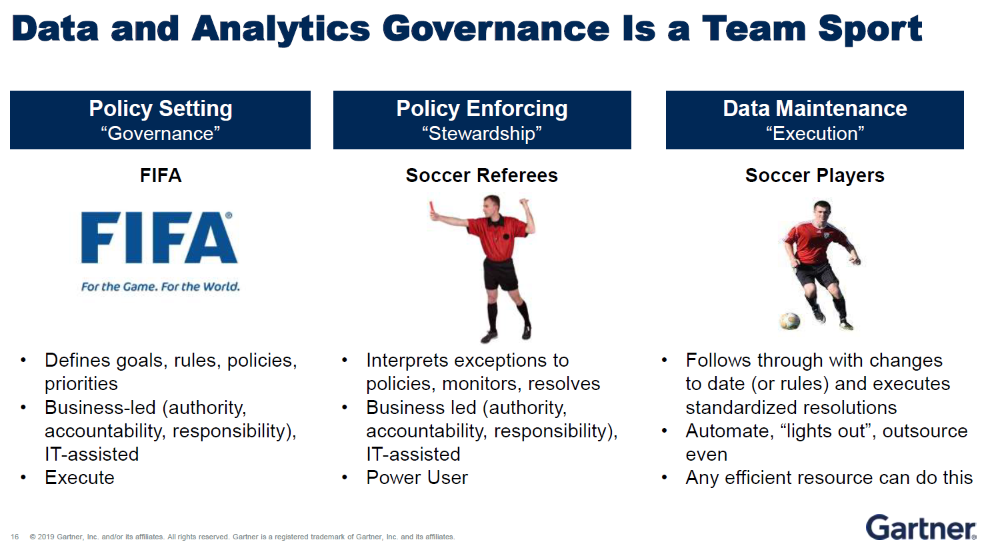 Data and Analytics Governance Is a Team Sport
Policy Setting
“Governance”
FIFA
FIFA®
For the Game. For the World.
• Defines goals, rules, policies,
priorities
• Business-led (authority,
accountability, responsibility),
IT-assisted
• Execute
Policy Enforcing
“Stewardship”
Soccer Referees
• Interprets exceptions to
policies, monitors, resolves
• Business led (authority,
accountability, responsibility),
IT-assisted
• Power User
Data Maintenance
“Execution”
Soccer Players
• Follows through with changes
to date (or rules) and executes
standardized resolutions
• Automate, “lights out”, outsource
even
• Any efficient resource can do this
16 © 2019 Gartner, Inc. and/or its affiliates. All rights reserved. Gartner is a registered trademark of Gartner, Inc. and its affiliates.
Gartner®